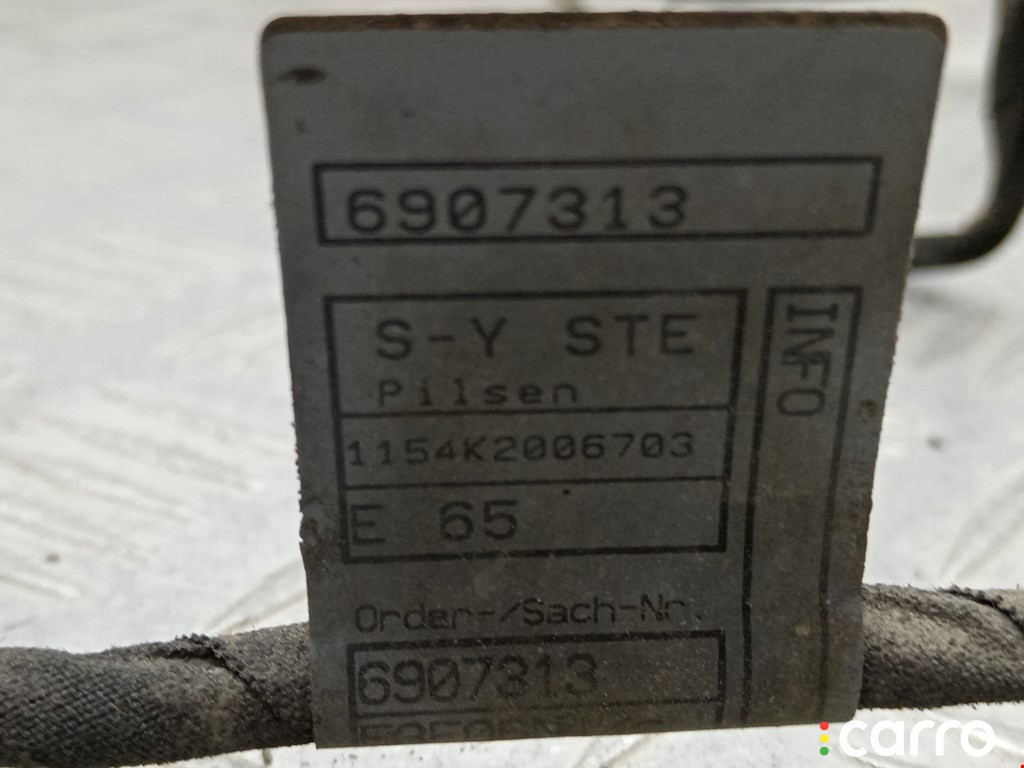 6907313
S-Y STE
Pilsen
1154K2006703
E 65
INFO
Order-/Sach-Nr.
6907313
carro